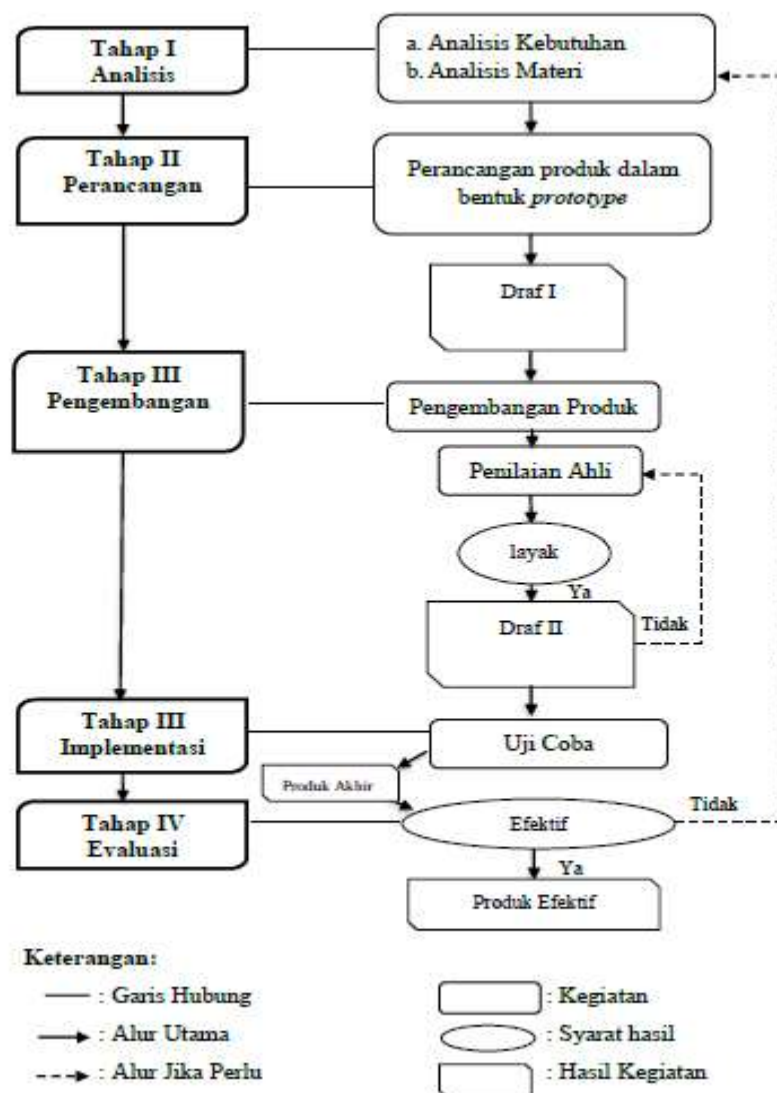 Tahap I
Analisis
a. Analisis Kebutuhan
b. Analisis Materi
Tahap II
Perancangan
Perancangan produk dalam
bentuk prototype
Draf I
Tahap III
Pengembangan
Pengembangan Produk
Penilaian Ahli
layak
Ya
Draf II
Tidak
Tahap III
Implementasi
Uji Coba
Produk Akhir
Tahap IV
Evaluasi
Efektif
Tidak
Ya
Produk Efektif
Keterangan:
: Garis Hubung
: Kegiatan
: Alur Utama
: Syarat hasil
: Alur Jika Perlu
: Hasil Kegiatan